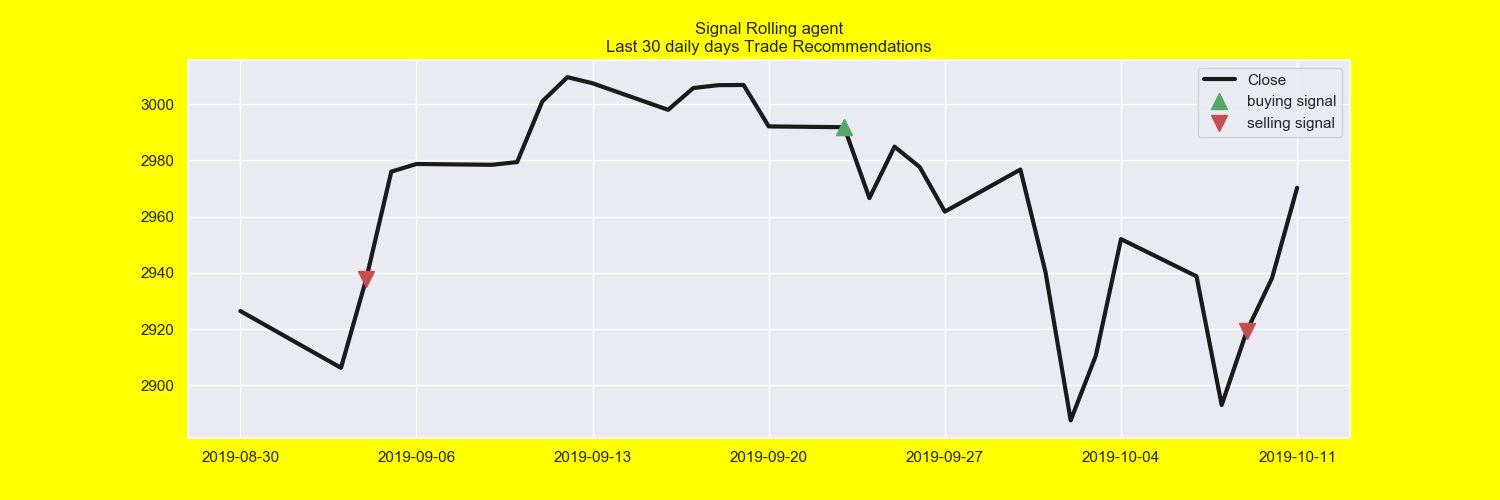 Signal Rolling agent
Last 30 daily days Trade Recommendations
Close
buying signal
selling signal
3000
2980
2960
2940
2920
2900
2019-08-30 2019-09-06 2019-09-13 2019-09-20 2019-09-27 2019-10-04 2019-10-11